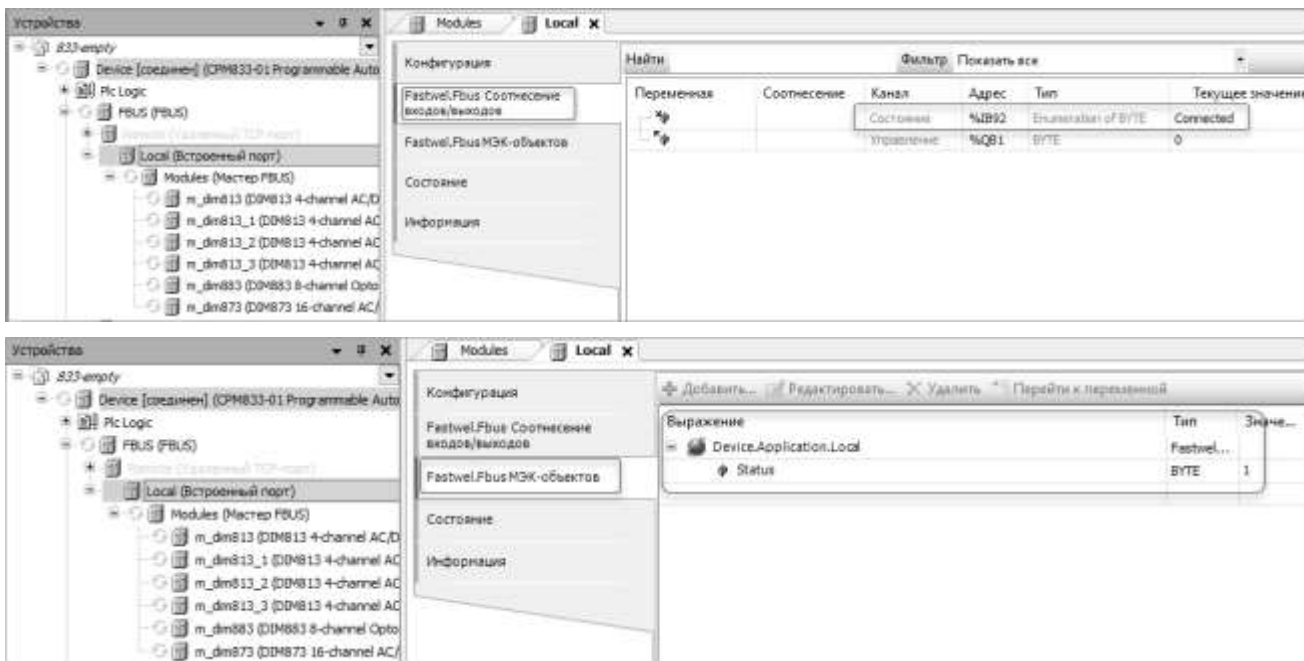 Устройства
833-empty
Device [соединен] (CPM833-01 Programmable Auto
Plc Logic
FBUS (FBUS)
Local (Встроенный порт)
Modules (Мастер FBUS)
m_dim813 (DIM813 4-channel AC/D
m_dim813_1 (DIM813 4-channel AC
m_dim813_2 (DIM813 4-channel AC
m_dim813_3 (DIM813 4-channel AC
m_dim883 (DIM883 8-channel Opto
m_dim873 (DIM873 16-channel AC/
Modules Local
Конфигурация
Fastwel.Fbus Соотнесение
входов/выходов
Fastwel.Fbus МЭК-объектов
Состояние
Информация
Найти Фильтр Показать все
Переменная Соотнесение Канал Адрес Тип Текущее значение
Состояние %IB92 Enumeration of BYTE Connected
Управление %QB1 BYTE 0
Устройства
833-empty
Device [соединен] (CPM833-01 Programmable Auto
Plc Logic
FBUS (FBUS)
Local (Встроенный порт)
Modules (Мастер FBUS)
m_dim813 (DIM813 4-channel AC/D
m_dim813_1 (DIM813 4-channel AC
m_dim813_2 (DIM813 4-channel AC
m_dim813_3 (DIM813 4-channel AC
m_dim883 (DIM883 8-channel Opto
m_dim873 (DIM873 16-channel AC/
Modules Local
Конфигурация
Fastwel.Fbus Соотнесение
входов/выходов
Fastwel.Fbus МЭК-объектов
Состояние
Информация
Добавить... Редактировать... Удалить Перейти к переменной
Выражение Тип Значе...
Device.Application.Local Fastwel...
Status BYTE 1